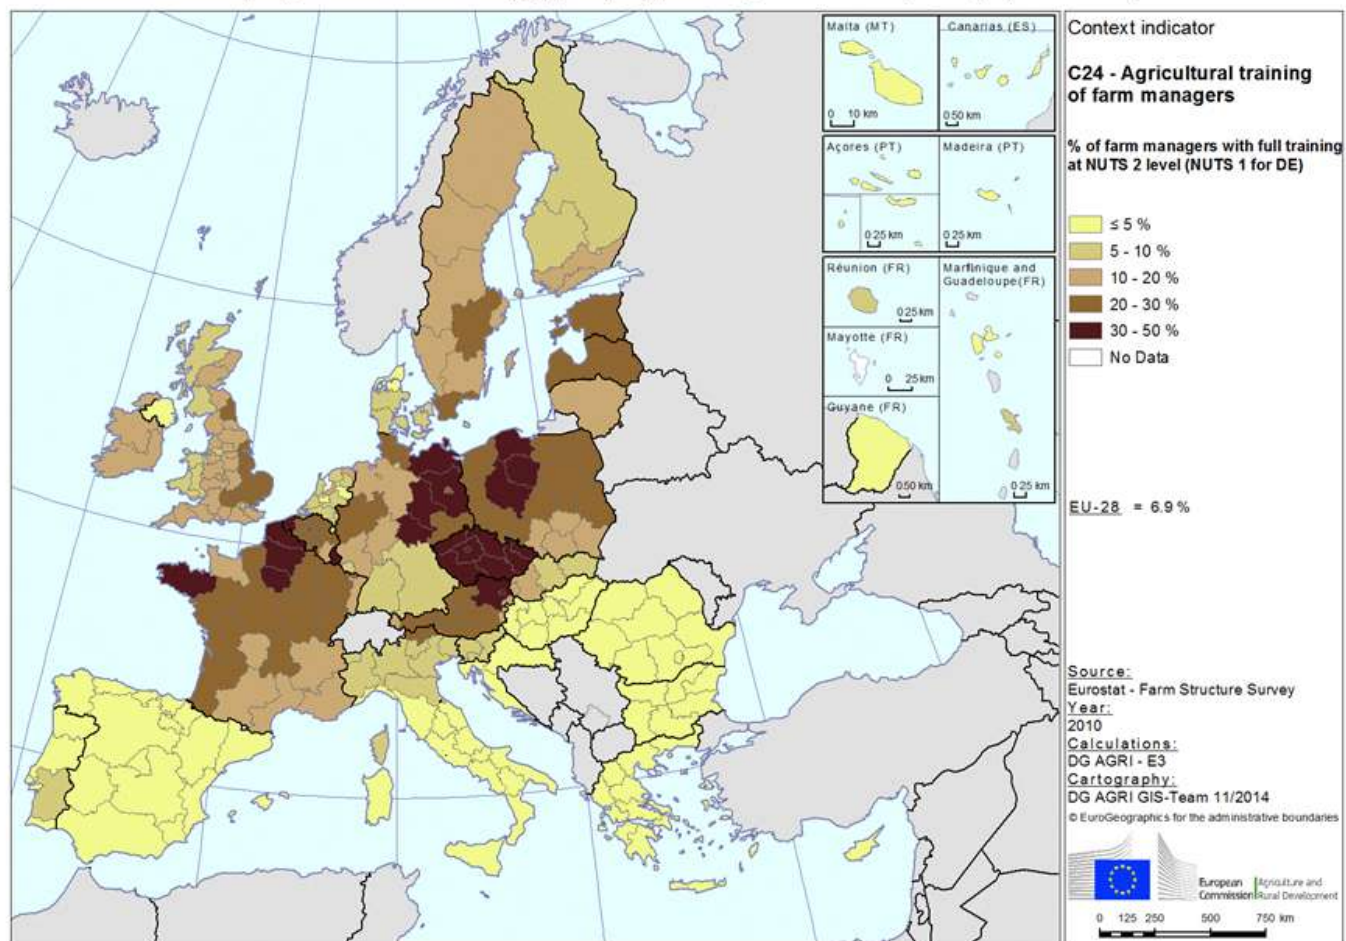 Malta (MT)
0 10 km
Canarias (ES)
0 50 km
Açores (PT)
0 25 km
Madeira (PT)
0 25 km
Réunion (FR)
0 25 km
Martinique and
Guadeloupe(FR)
0 25 km
Mayotte (FR)
0 25 km
Guyane (FR)
0 50 km
Context indicator
C24 - Agricultural training
of farm managers
% of farm managers with full training
at NUTS 2 level (NUTS 1 for DE)
≤ 5 %
5 - 10 %
10 - 20 %
20 - 30 %
30 - 50 %
No Data
EU-28 = 6.9 %
Source:
Eurostat - Farm Structure Survey
Year:
2010
Calculations:
DG AGRI - E3
Cartography:
DG AGRI GIS-Team 11/2014
© EuroGeographics for the administrative boundaries
European
Commission
Agriculture and
Rural Development
0 125 250 500 750 km